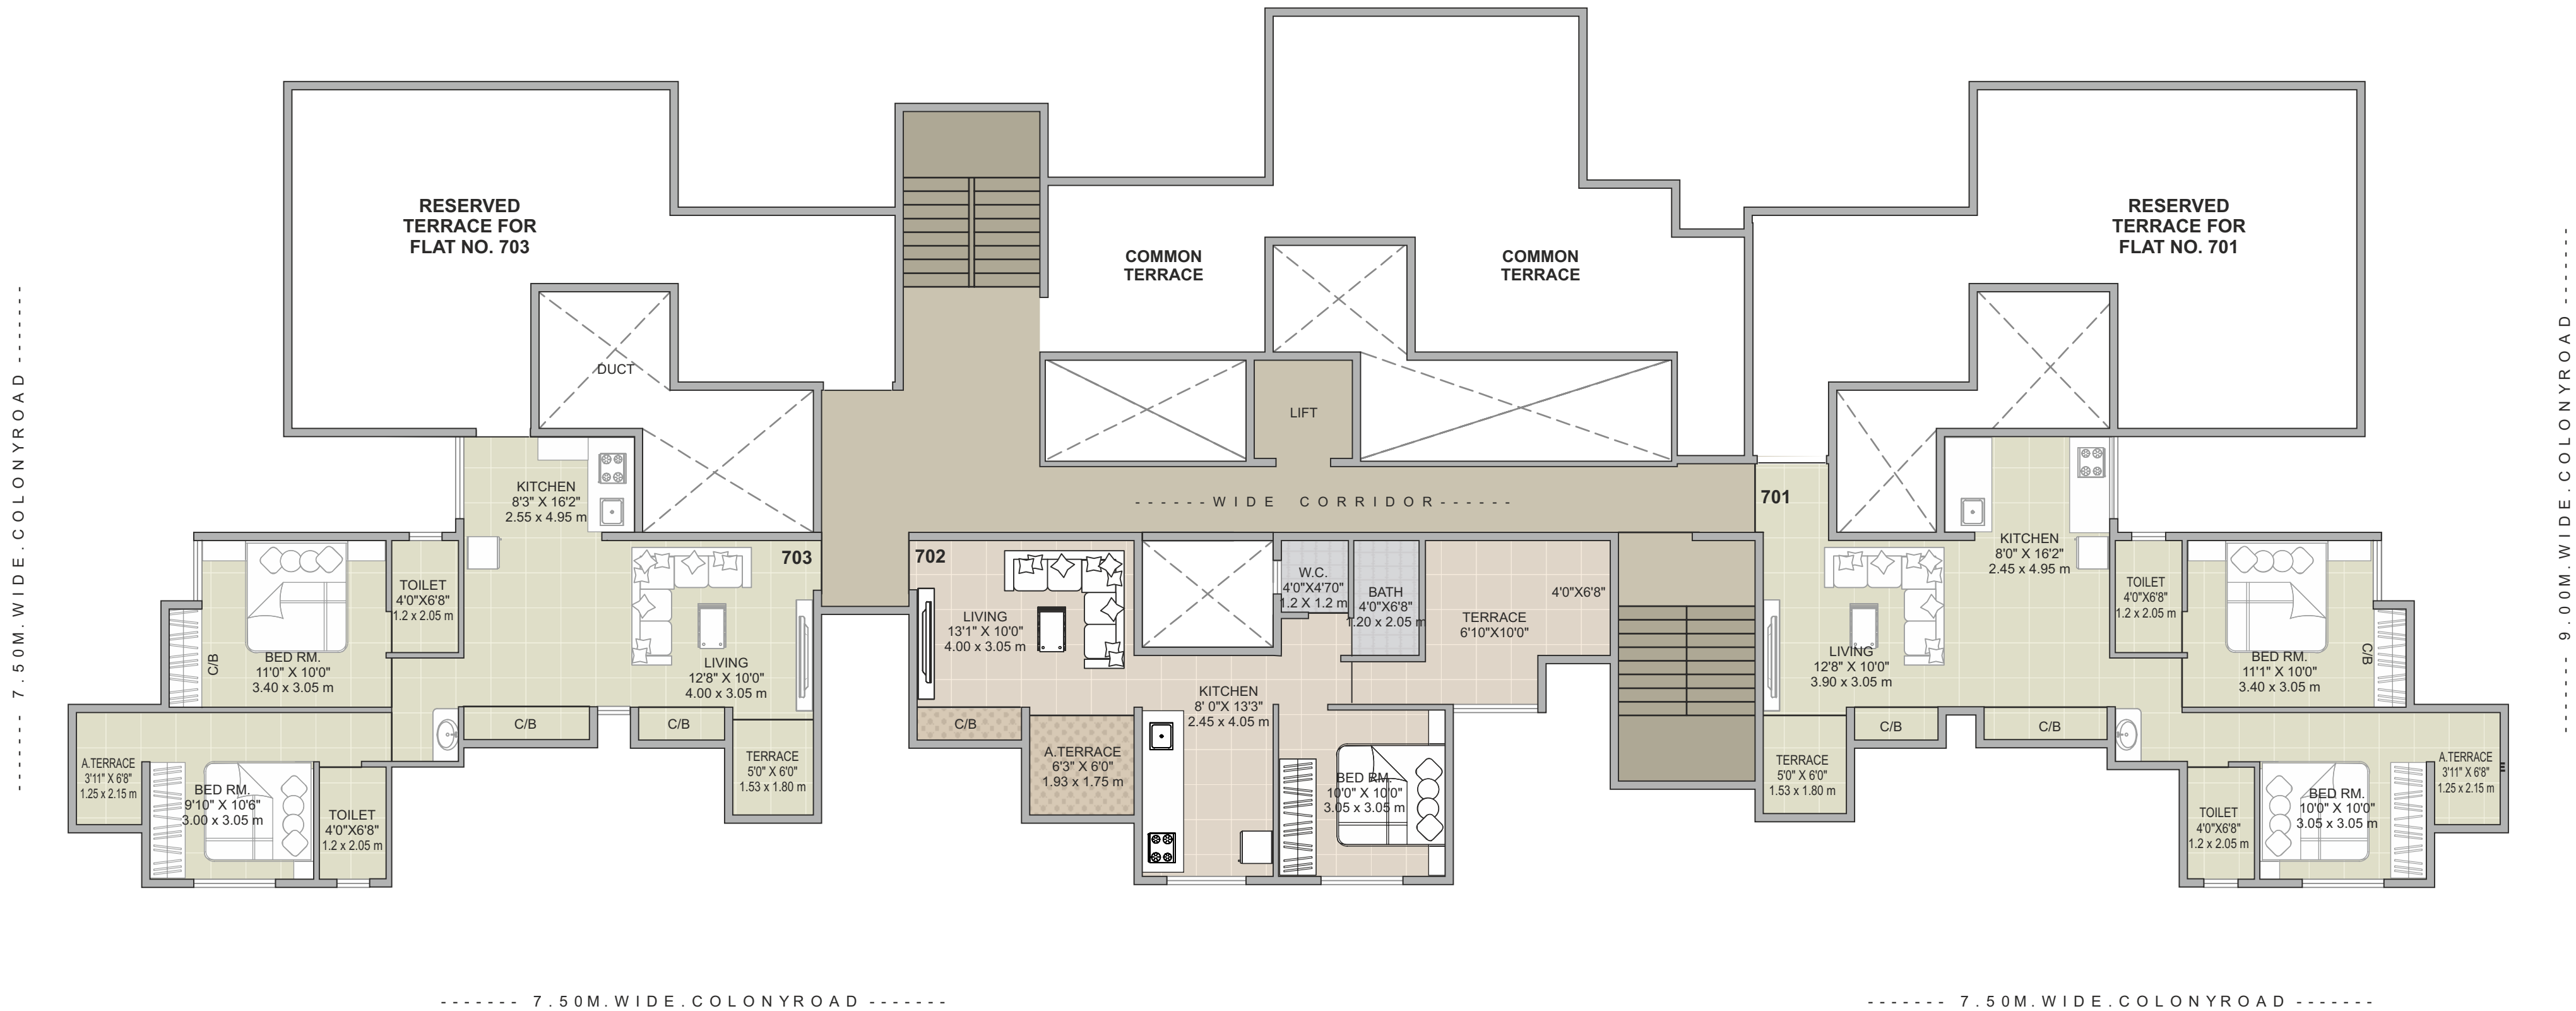 RESERVED
TERRACE FOR
FLAT NO. 703
DUCT
COMMON
TERRACE
COMMON
TERRACE
LIFT
RESERVED
TERRACE FOR
FLAT NO. 701
- - - - - - WIDE CORRIDOR- - - - - -
------- 7.50M.WIDE.COLONYROAD -------
KITCHEN
8'3" X 16'2"
2.55 x 4.95 m
703
TOILET
4'0"X6'8"
1.2 x 2.05 m
C/B
BED RM.
11'0" X 10'0"
3.40 x 3.05 m
LIVING
12'8" X 10'0"
4.00 x 3.05 m
C/B
C/B
A.TERRACE
3'11" X 6'8"
1.25 x 2.15 m
BED RM.
9'10" X 10'6"
3.00 x 3.05 m
TOILET
4'0"X6'8"
1.2 x 2.05 m
TERRACE
5'0" X 6'0"
1.53 x 1.80 m
702
LIVING
13'1" X 10'0"
4.00 x 3.05 m
C/B
A.TERRACE
6'3" X 6'0"
1.93 x 1.75 m
W.C.
4'0"X4'70"
1.2 X 1.2 m
BATH
4'0"X6'8"
1.20 x 2.05 m
TERRACE
6'10"X10'0"
4'0"X6'8"
KITCHEN
8' 0"X 13'3"
2.45 x 4.05 m
BED RM.
10'0" X 10'0"
3.05 x 3.05 m
701
KITCHEN
8'0" X 16'2"
2.45 x 4.95 m
LIVING
12'8" X 10'0"
3.90 x 3.05 m
TOILET
4'0"X6'8"
1.2 x 2.05 m
BED RM.
11'1" X 10'0"
3.40 x 3.05 m
C/B
C/B
C/B
TERRACE
5'0" X 6'0"
1.53 x 1.80 m
TOILET
4'0"X6'8"
1.2 x 2.05 m
BED RM.
10'0" X 10'0"
3.05 x 3.05 m
A.TERRACE
3'11" X 6'8"
1.25 x 2.15 m
------- 9.00M.WIDE.COLONYROAD -------
------- 7.50M.WIDE.COLONYROAD -------
------- 7.50M.WIDE.COLONYROAD -------